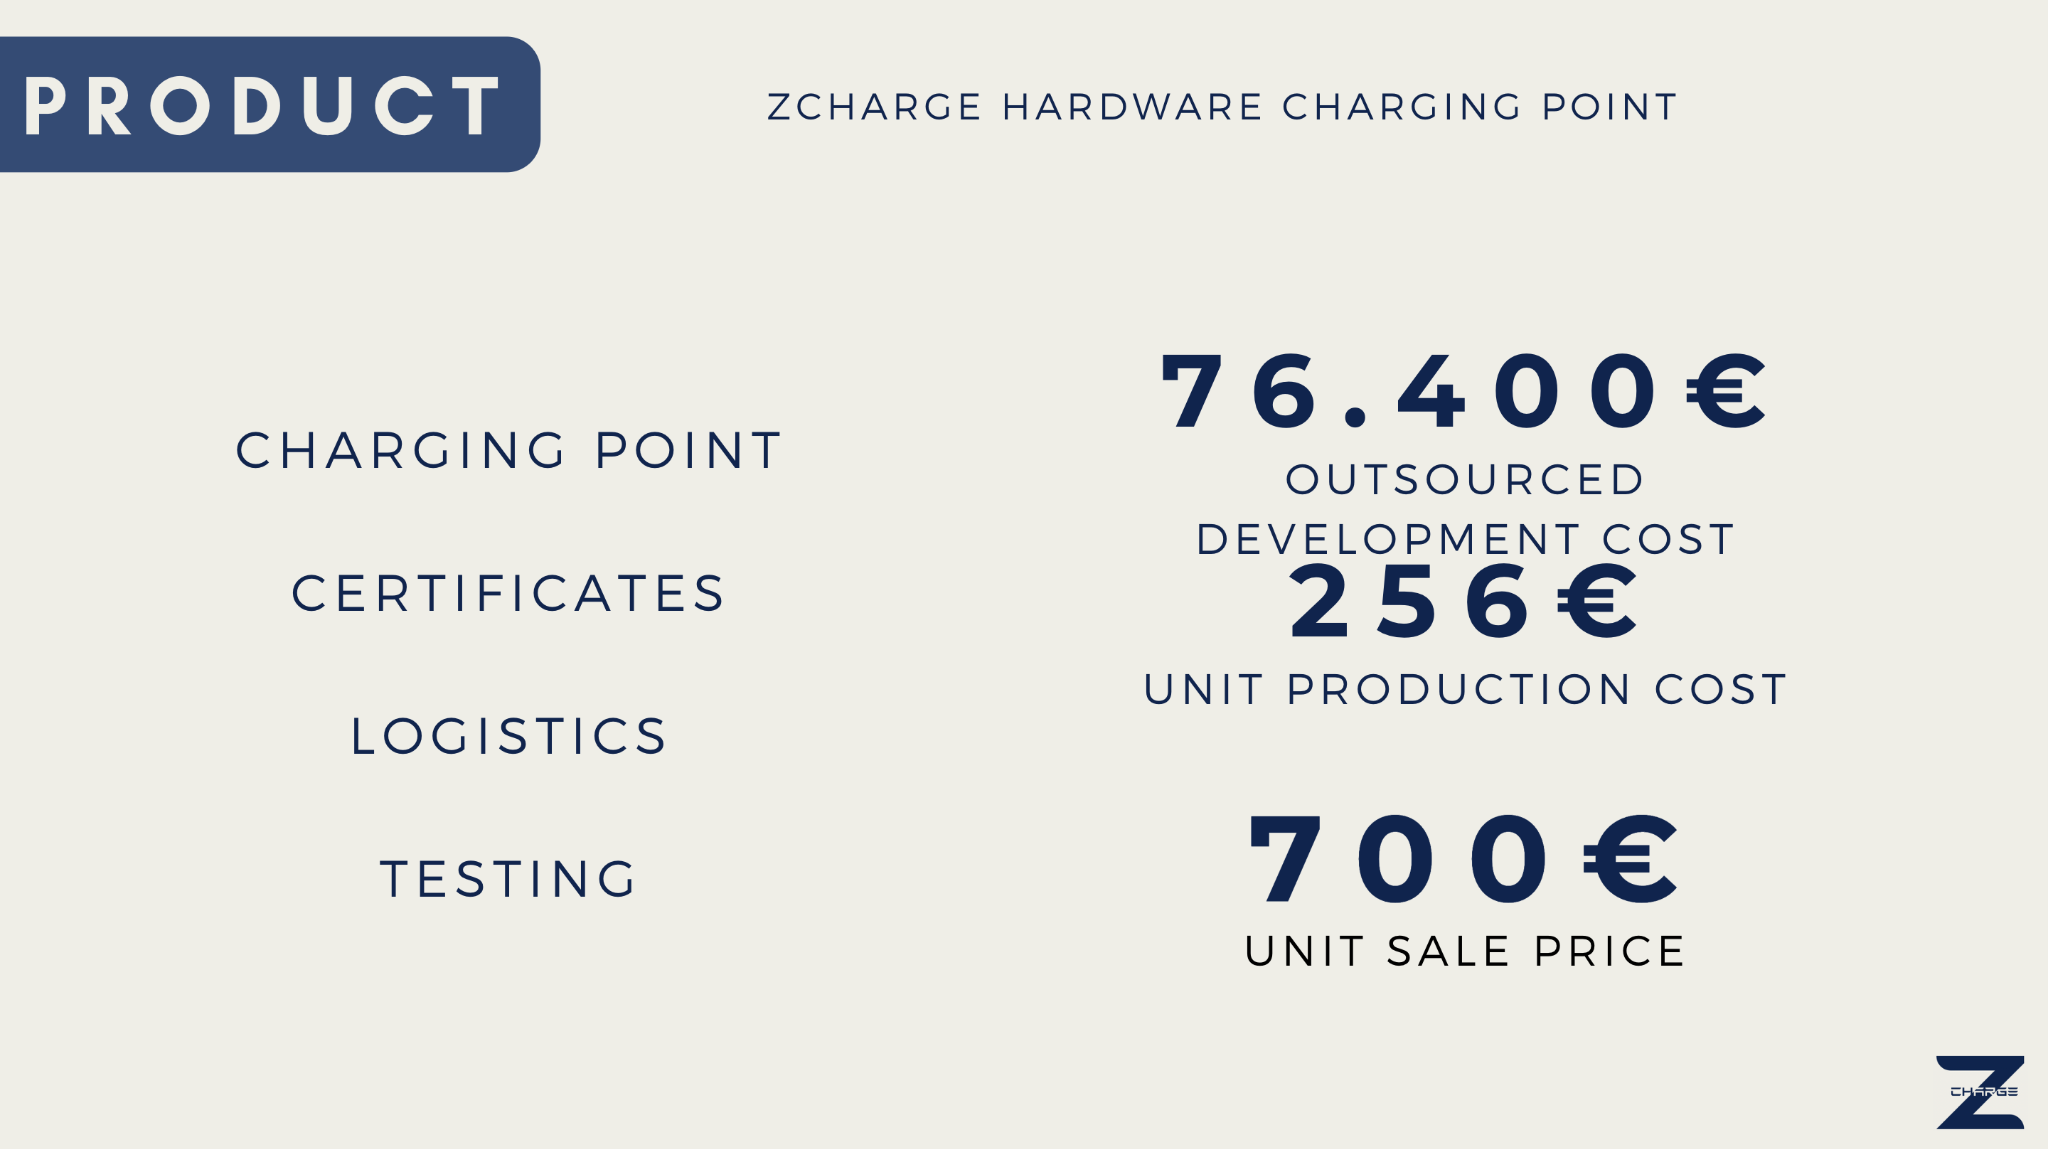 PRODUCT
ZCHARGE HARDWARE CHARGING POINT
CHARGING POINT
CERTIFICATES
LOGISTICS
TESTING
76.400€
OUTSOURCED
DEVELOPMENT COST
256€
UNIT PRODUCTION COST
700€
UNIT SALE PRICE
Z
CHARGE